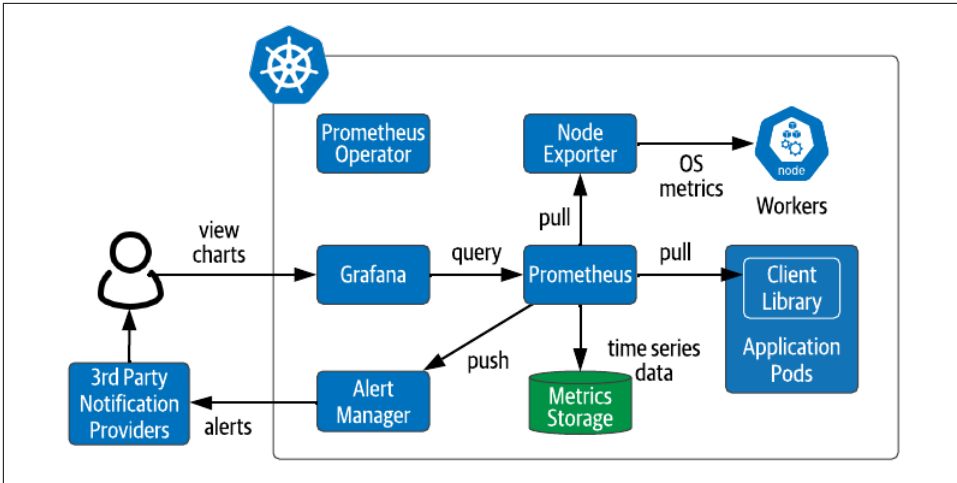 Prometheus
Operator
Node
Exporter
OS
metrics
node
Workers
pull
view
charts
Grafana
query
Prometheus
pull
Client
Library
Application
Pods
push
time series
data
3rd Party
Notification
Providers
alerts
Alert
Manager
Metrics
Storage